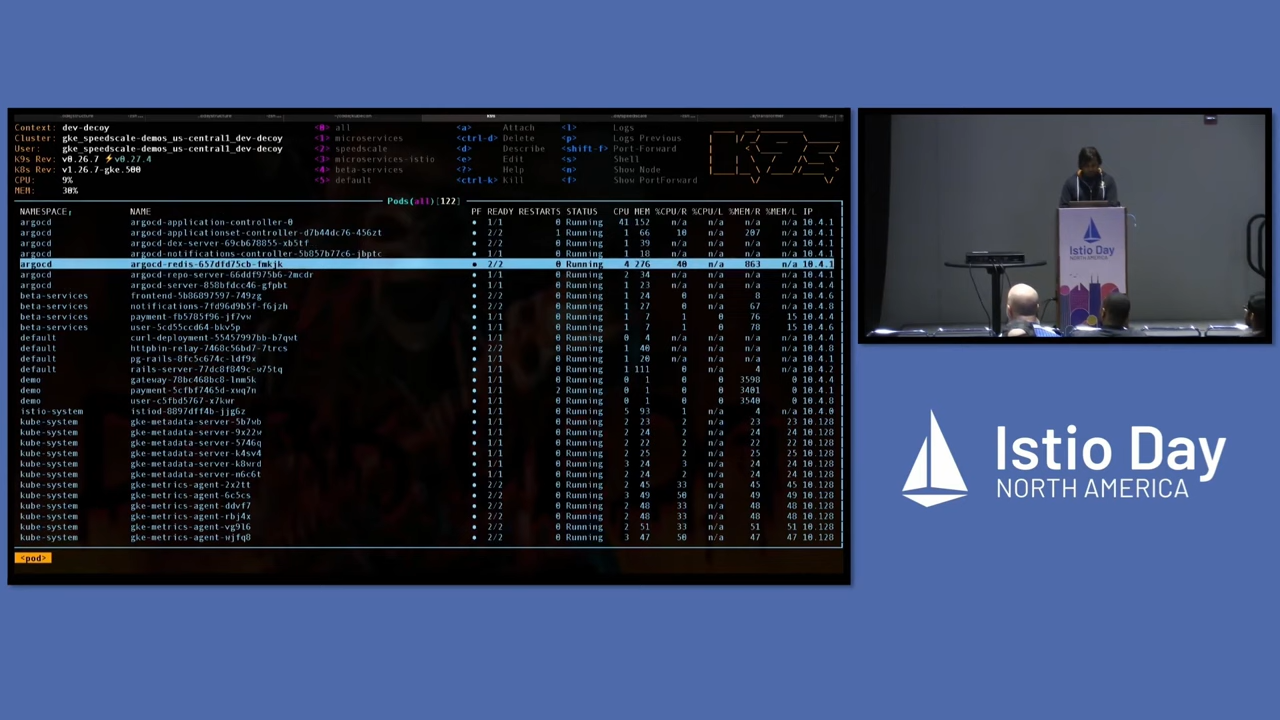 Context: dev-decoy
Cluster: gke_speedscale-demos_us-central1_dev-decoy
User: gke_speedscale-demos_us-central1_dev-decoy
K9s Rev: v0.26.7 ⚡v0.27.4
K8s Rev: v1.26.7-gke.500
CPU: 9%
MEM: 30%
<0> all
<1> microservices
<2> speedscale
<3> microservices-istio
<4> beta-services
<5> default
<a> Attach
<ctrl-d> Delete
<d> Describe
<e> Edit
<?> Help
<ctrl-k> Kill
<l> Logs
<p> Logs Previous
<shift-f> Port-Forward
<s> Shell
<n> Show Node
<f> Show PortForward
K9s
Pods(all)[122]
NAMESPACE↑ NAME PF READY RESTARTS STATUS CPU MEM %CPU/R %CPU/L %MEM/R %MEM/L IP
argocd argocd-application-controller-0 ● 1/1 0 Running 41 152 n/a n/a n/a n/a 10.4.1
argocd argocd-applicationset-controller-d7b44dc76-456zt ● 2/2 1 Running 1 66 10 n/a 207 n/a 10.4.1
argocd argocd-dex-server-69cb678855-xb5tf ● 2/2 0 Running 1 39 n/a n/a n/a n/a 10.4.1
argocd argocd-notifications-controller-5b857b77c6-jbptc ● 1/1 0 Running 1 18 n/a n/a n/a n/a 10.4.1
argocd argocd-redis-657dfd75cb-fmkjk ● 2/2 0 Running 4 276 40 n/a 863 n/a 10.4.1
argocd argocd-repo-server-66ddf975b6-2mcdr ● 1/1 0 Running 2 34 n/a n/a n/a n/a 10.4.1
argocd argocd-server-858bfdcc46-gfpbt ● 1/1 0 Running 1 23 n/a n/a n/a n/a 10.4.4
beta-services frontend-5b86897597-749zg ● 2/2 0 Running 1 24 0 n/a 8 n/a 10.4.6
beta-services notifications-7fd96d9b5f-f6jzh ● 2/2 0 Running 1 27 0 n/a 67 n/a 10.4.8
beta-services payment-fb5785f96-jf7vw ● 1/1 0 Running 1 7 1 0 76 15 10.4.4
beta-services user-5cd55ccd64-bkv5p ● 1/1 0 Running 1 7 1 0 78 15 10.4.6
default curl-deployment-55457997bb-b7qwt ● 1/1 0 Running 0 4 n/a n/a n/a n/a 10.4.4
default httpbin-relay-7468c56bd7-7trcs ● 2/2 0 Running 1 40 n/a n/a n/a n/a 10.4.8
default pg-rails-8fc5c674c-ldf9x ● 1/1 0 Running 1 20 n/a n/a n/a n/a 10.4.1
default rails-server-77dc8f849c-w75tq ● 1/1 0 Running 1 111 0 n/a 4 n/a 10.4.2
demo gateway-78bc468bc8-lnm5k ● 1/1 0 Running 0 1 0 0 3598 0 10.4.4
demo payment-5cfbf7465d-xwq7n ● 1/1 2 Running 0 1 0 0 3401 0 10.4.1
demo user-c5fbd5767-x7kwr ● 1/1 0 Running 0 1 0 0 3540 0 10.4.8
istio-system istiod-8897dff4b-jjg6z ● 1/1 0 Running 5 93 1 n/a 4 n/a 10.4.0
kube-system gke-metadata-server-5b7wb ● 1/1 0 Running 2 23 2 n/a 23 23 10.128
kube-system gke-metadata-server-9x22w ● 1/1 0 Running 2 24 2 n/a 24 24 10.128
kube-system gke-metadata-server-5746q ● 1/1 0 Running 2 22 2 n/a 22 22 10.128
kube-system gke-metadata-server-k4sv4 ● 1/1 0 Running 2 25 2 n/a 25 25 10.128
kube-system gke-metadata-server-k8wrd ● 1/1 0 Running 3 24 3 n/a 24 24 10.128
kube-system gke-metadata-server-n6c6t ● 1/1 0 Running 2 24 2 n/a 24 24 10.128
kube-system gke-metrics-agent-2x2tt ● 2/2 0 Running 2 45 33 n/a 45 45 10.128
kube-system gke-metrics-agent-6c5cs ● 2/2 0 Running 3 49 50 n/a 49 49 10.128
kube-system gke-metrics-agent-ddvf7 ● 2/2 0 Running 2 48 33 n/a 48 48 10.128
kube-system gke-metrics-agent-rbj4x ● 2/2 0 Running 2 48 33 n/a 48 48 10.128
kube-system gke-metrics-agent-vg9l6 ● 2/2 0 Running 2 51 33 n/a 51 51 10.128
kube-system gke-metrics-agent-wjfq8 ● 2/2 0 Running 3 47 50 n/a 47 47 10.128
<pod>
Istio Day
NORTH AMERICA
Istio Day
NORTH AMERICA